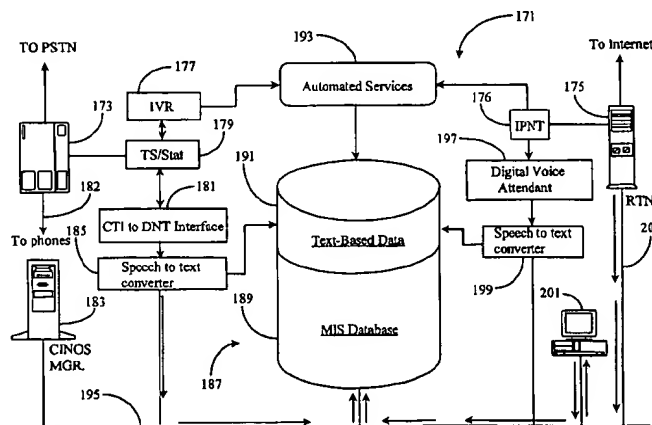 193
171
TO PSTN
To Internet
177
Automated Services
IVR
176
175
173
IPNT
179
197
TS/Stat
191
Digital Voice
Attendant
182
181
RTN
CTI to DNT Interface
To phones
Text-Based Data
Speech to text
converter
185
Speech to text
converter
199
201
189
MIS Database
183
CINOS
MGR.
187
195